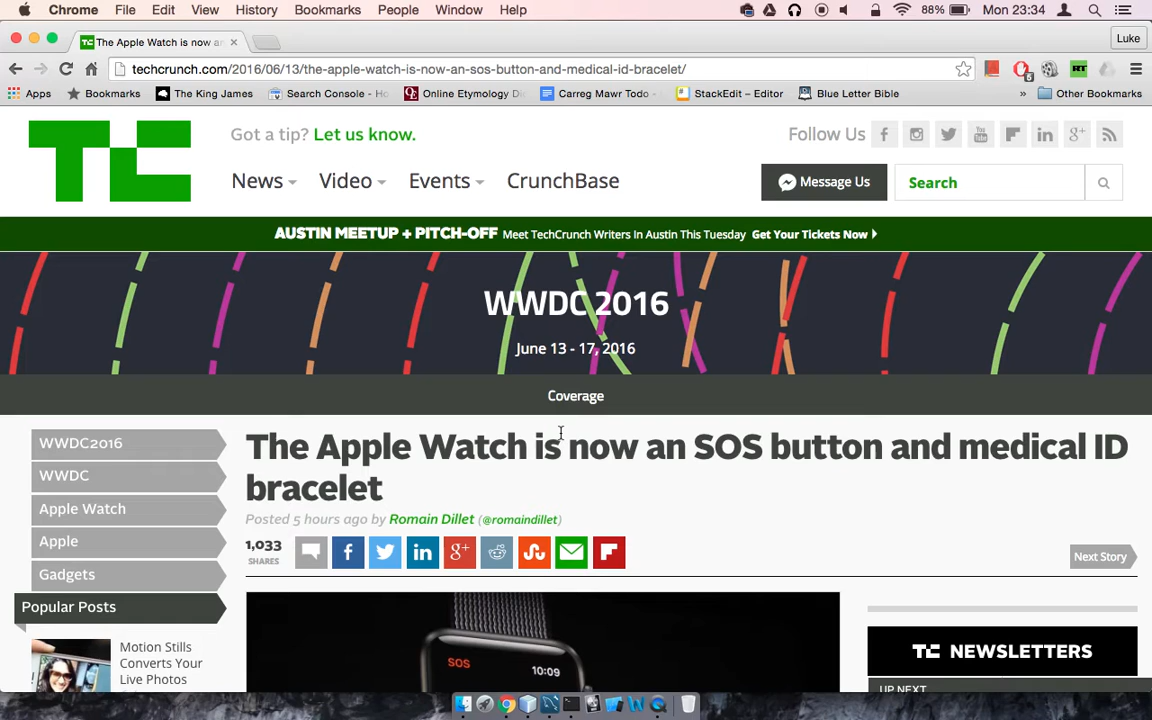 Chrome File Edit View History Bookmarks People Window Help 88% Mon 23:34
The Apple Watch is now an Luke
techcrunch.com/2016/06/13/the-apple-watch-is-now-an-sos-button-and-medical-id-bracelet/
Apps Bookmarks The King James Search Console - Ho Online Etymology Di Carreg Mawr Todo - StackEdit – Editor Blue Letter Bible » Other Bookmarks
TC
Got a tip? Let us know. Follow Us
News Video Events CrunchBase Message Us Search
AUSTIN MEETUP + PITCH-OFF Meet TechCrunch Writers In Austin This Tuesday Get Your Tickets Now
WWDC 2016
June 13 - 17, 2016
Coverage
WWDC2016
WWDC
Apple Watch
Apple
Gadgets
Popular Posts
Motion Stills
Converts Your
Live Photos
The Apple Watch is now an SOS button and medical ID
bracelet
Posted 5 hours ago by Romain Dillet (@romaindillet)
1,033
SHARES
Next Story
SOS 10:09
TC NEWSLETTERS
UP NEXT